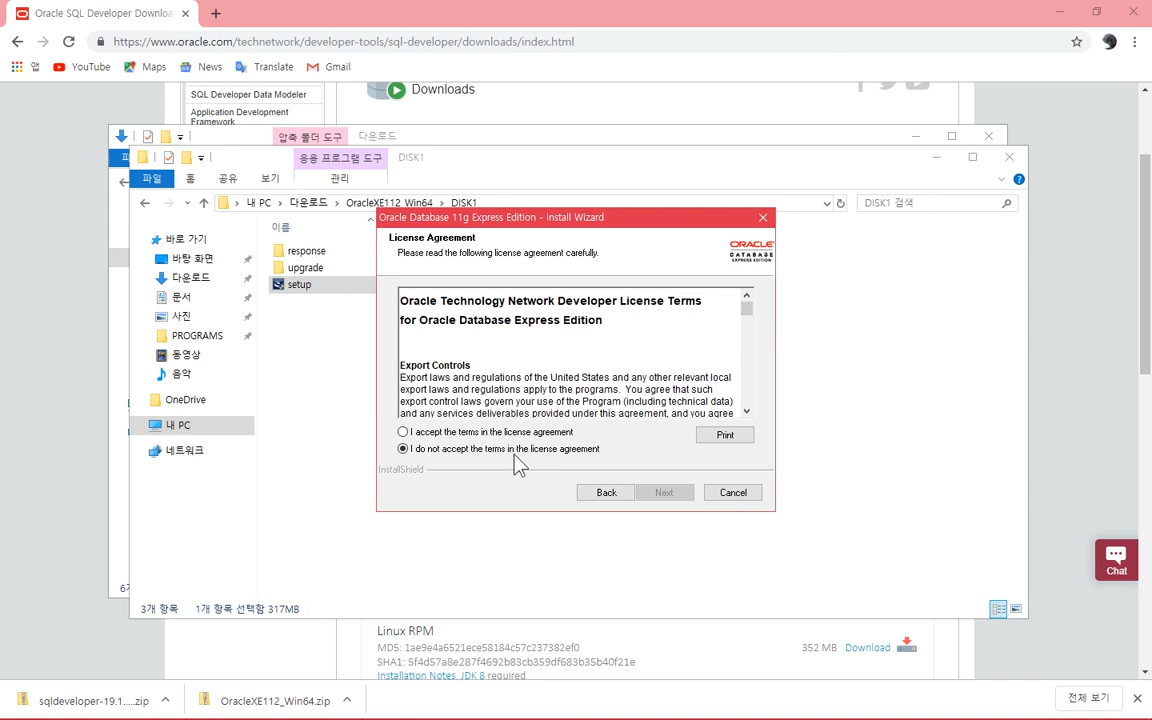 Oracle SQL Developer Downloa
https://www.oracle.com/technetwork/developer-tools/sql-developer/downloads/index.html
YouTube
Maps
News
Translate
Gmail
SQL Developer Data Modeler
Application Development
Framework
Downloads
압축 폴더 도구
다운로드
응용 프로그램 도구
DISK1
파일
홈
공유
보기
관리
내 PC > 다운로드 > OracleXE112_Win64 > DISK1
DISK1 검색
이름
바로 가기
바탕 화면
다운로드
문서
사진
PROGRAMS
동영상
음악
OneDrive
내 PC
네트워크
response
upgrade
setup
Oracle Database 11g Express Edition - Install Wizard
License Agreement
Please read the following license agreement carefully.
ORACLE
DATABASE
EXPRESS EDITION
Oracle Technology Network Developer License Terms
for Oracle Database Express Edition
Export Controls
Export laws and regulations of the United States and any other relevant local
export laws and regulations apply to the programs. You agree that such
export control laws govern your use of the Program (including technical data)
and any services deliverables provided under this agreement, and you agree
I accept the terms in the license agreement
I do not accept the terms in the license agreement
Print
InstallShield
Back
Next
Cancel
Chat
3개 항목
1개 항목 선택함 317MB
Linux RPM
MD5: 1ae9e4a6521ece58184c57c237382ef0
SHA1: 5f4d57a8e287f4692b83cb359df683b35b40f21e
Installation Notes, JDK 8 required
352 MB
Download
sqldeveloper-19.1.....zip
OracleXE112_Win64.zip
전체 보기